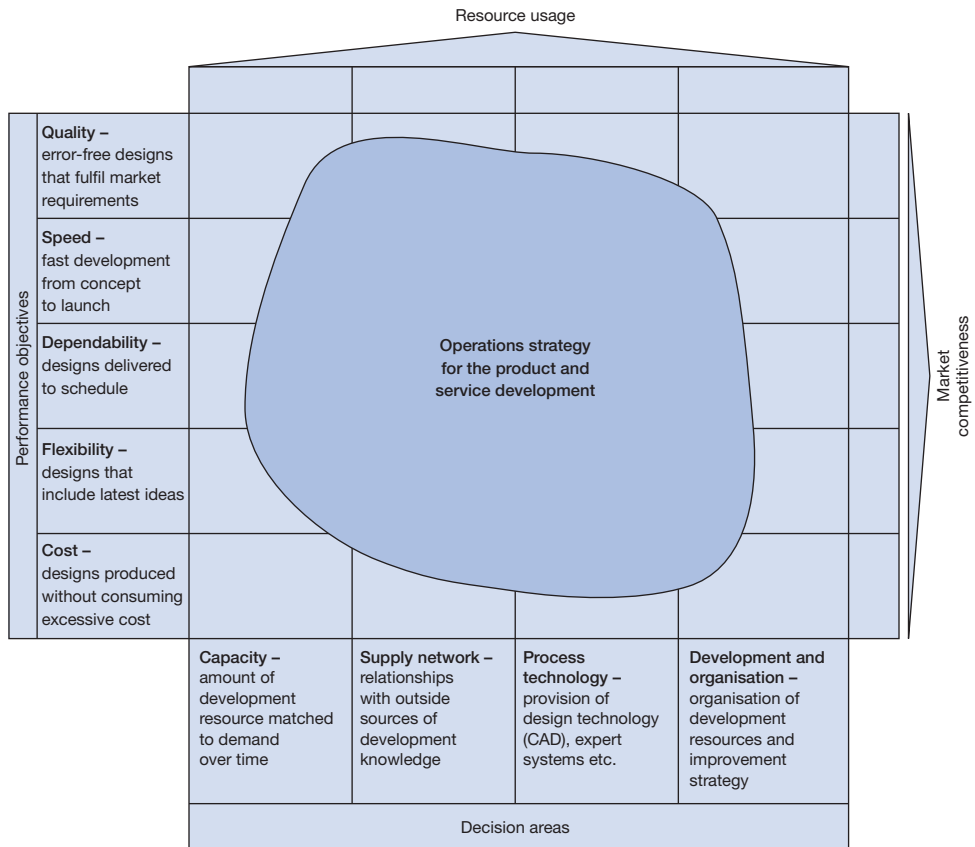 Resource usage
Performance objectives
Quality –
error-free designs
that fulfil market
requirements
Speed –
fast development
from concept
to launch
Dependability –
designs delivered
to schedule
Flexibility –
designs that
include latest ideas
Cost –
designs produced
without consuming
excessive cost
Operations strategy
for the product and
service development
Market
competitiveness
Capacity –
amount of
development
resource matched
to demand
over time
Supply network –
relationships
with outside
sources of
development
knowledge
Process
technology –
provision of
design technology
(CAD), expert
systems etc.
Development and
organisation –
organisation of
development
resources and
improvement
strategy
Decision areas